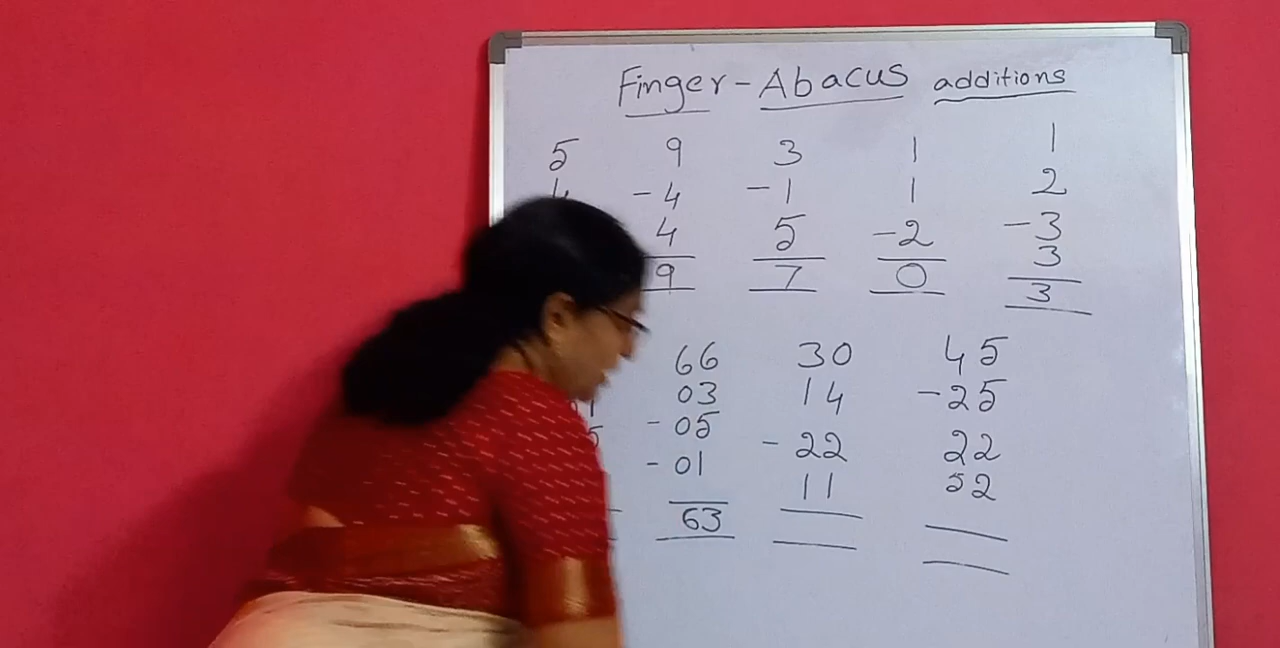 Finger-Abacus additions
5 9 3 1 1
-4 -1 1 2
4 5 -2 -3
3
9 7 0 3
66 30 45
03 14 -25
-05 -22 22
-01 11 52
63